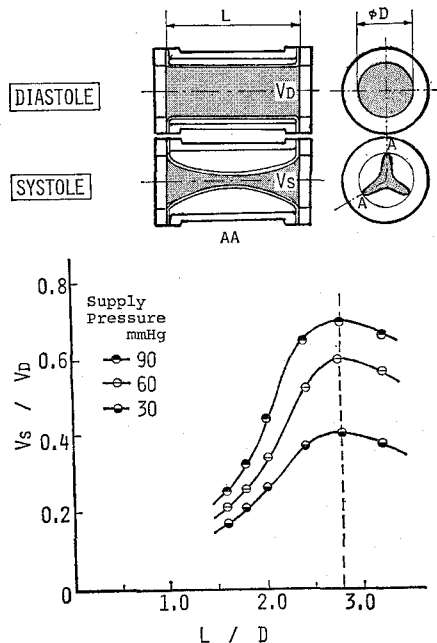 L
φD
DIASTOLE
VD
A
SYSTOLE
VS
A
AA
0.8
Supply
Pressure
mmHg
90
60
30
0.6
0.4
0.2
0
VS / VD
0
1.0
2.0
3.0
L / D